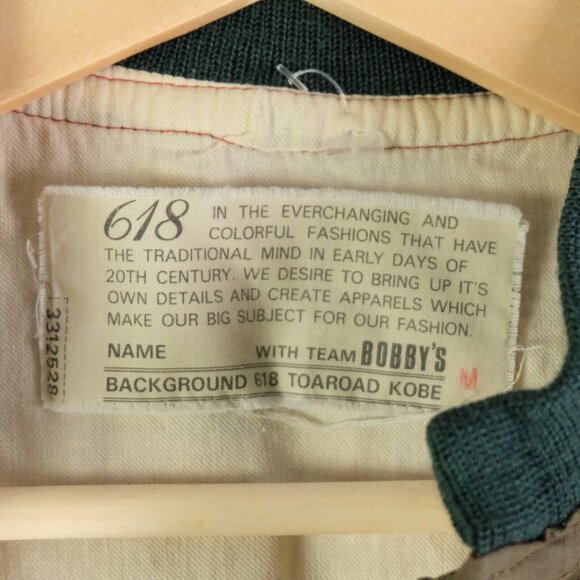 618 IN THE EVERCHANGING AND
COLORFUL FASHIONS THAT HAVE
THE TRADITIONAL MIND IN EARLY DAYS OF
20TH CENTURY. WE DESIRE TO BRING UP IT'S
OWN DETAILS AND CREATE APPARELS WHICH
MAKE OUR BIG SUBJECT FOR OUR FASHION.
NAME WITH TEAM BOBBY'S
BACKGROUND 618 TOAROAD KOBE M
3312528